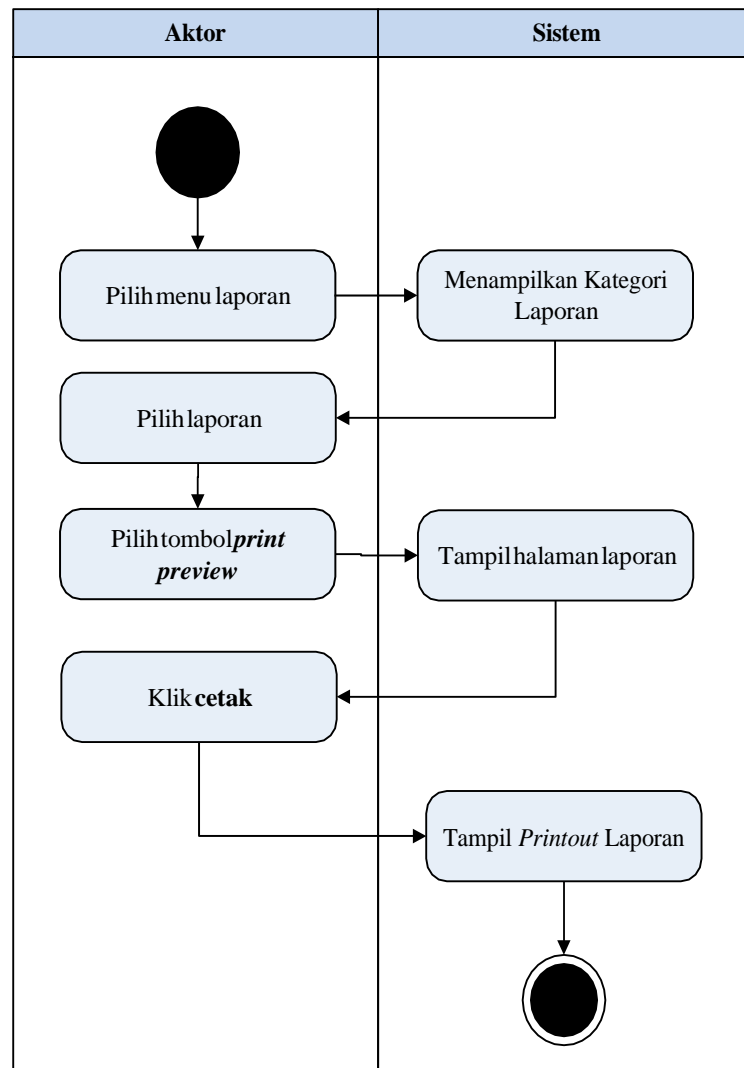 Aktor
Sistem
Pilih menu laporan
Menampilkan Kategori
Laporan
Pilih laporan
Pilih tombol print
preview
Tampil halaman laporan
Klik cetak
Tampil Printout Laporan